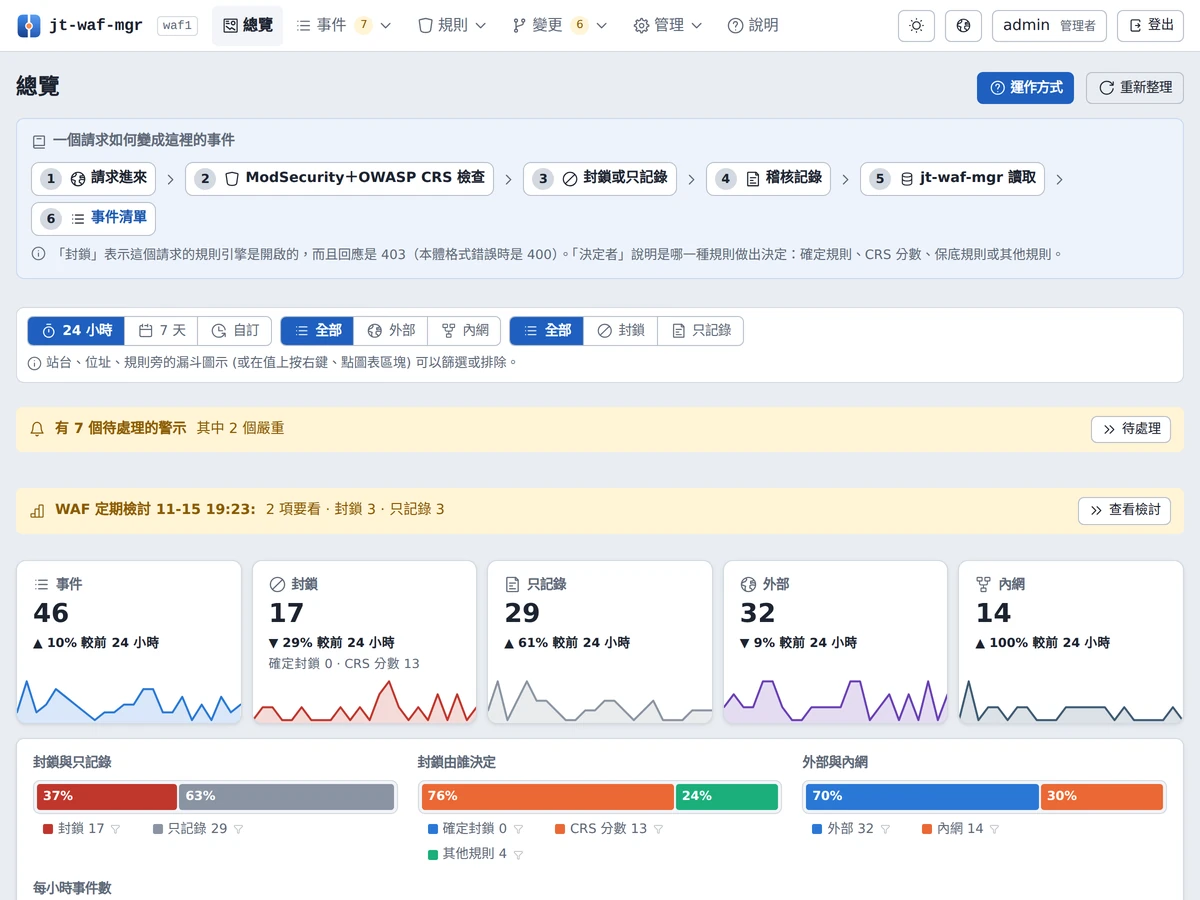 jt-waf-mgr waf1 總覽 事件 7 規則 變更 6 管理 說明 admin 管理者 登出
總覽
運作方式 重新整理
一個請求如何變成這裡的事件
1 請求進來 2 ModSecurity＋OWASP CRS 檢查 3 封鎖或只記錄 4 稽核記錄 5 jt-waf-mgr 讀取
6 事件清單
「封鎖」表示這個請求的規則引擎是開啟的，而且回應是 403（本體格式錯誤時是 400）。「決定者」說明是哪一種規則做出決定：確定規則、CRS 分數、保底規則或其他規則。
24 小時 7 天 自訂 全部 外部 內網 全部 封鎖 只記錄
站台、位址、規則旁的漏斗圖示 (或在值上按右鍵、點圖表區塊) 可以篩選或排除。
有 7 個待處理的警示 其中 2 個嚴重 待處理
WAF 定期檢討 11-15 19:23: 2 項要看 · 封鎖 3 · 只記錄 3 查看檢討
事件
46
▲ 10% 較前 24 小時
封鎖
17
▼ 29% 較前 24 小時
確定封鎖 0 · CRS 分數 13
只記錄
29
▲ 61% 較前 24 小時
外部
32
▼ 9% 較前 24 小時
內網
14
▲ 100% 較前 24 小時
封鎖與只記錄
37% 63%
封鎖 17 只記錄 29
封鎖由誰決定
76% 24%
確定封鎖 0 CRS 分數 13
其他規則 4
外部與內網
70% 30%
外部 32 內網 14
每小時事件數